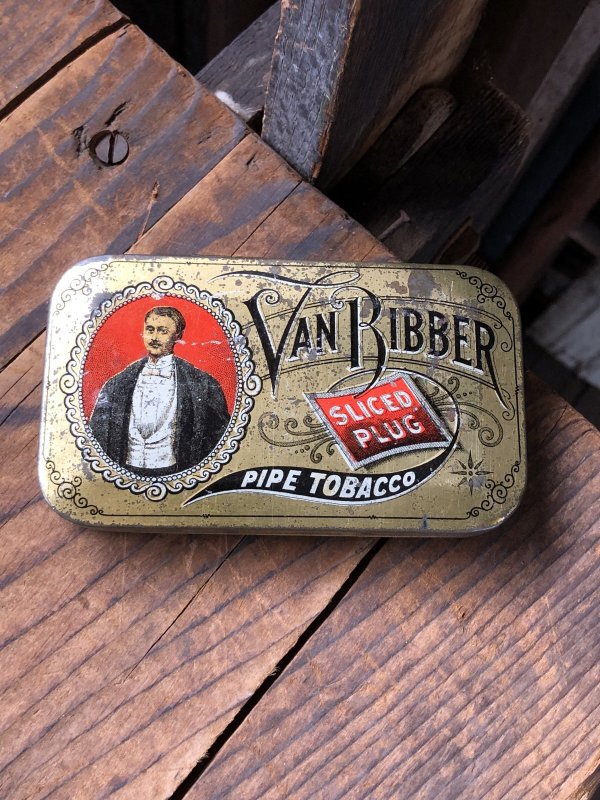 VAN BIBBER
SLICED
PLUG
PIPE TOBACCO